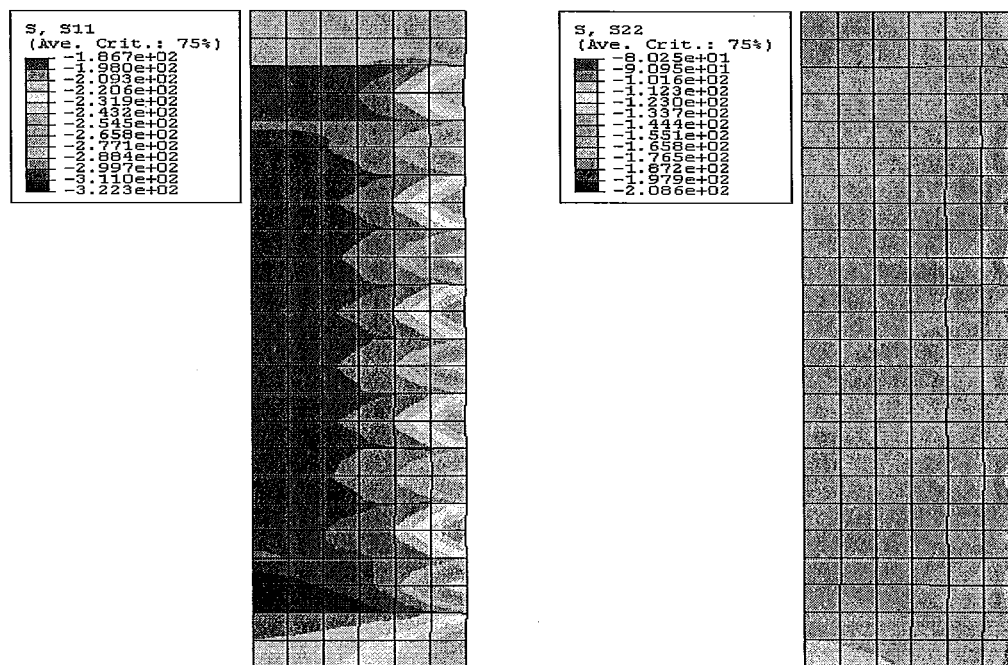 S, S11
(Ave. Crit.: 75%)
-1.867e+02
-1.980e+02
-2.093e+02
-2.206e+02
-2.319e+02
-2.432e+02
-2.545e+02
-2.658e+02
-2.771e+02
-2.884e+02
-2.997e+02
-3.110e+02
-3.223e+02
S, S22
(Ave. Crit.: 75%)
-8.025e+01
-9.095e+01
-1.016e+02
-1.123e+02
-1.230e+02
-1.337e+02
-1.444e+02
-1.551e+02
-1.658e+02
-1.765e+02
-1.872e+02
-1.979e+02
-2.086e+02